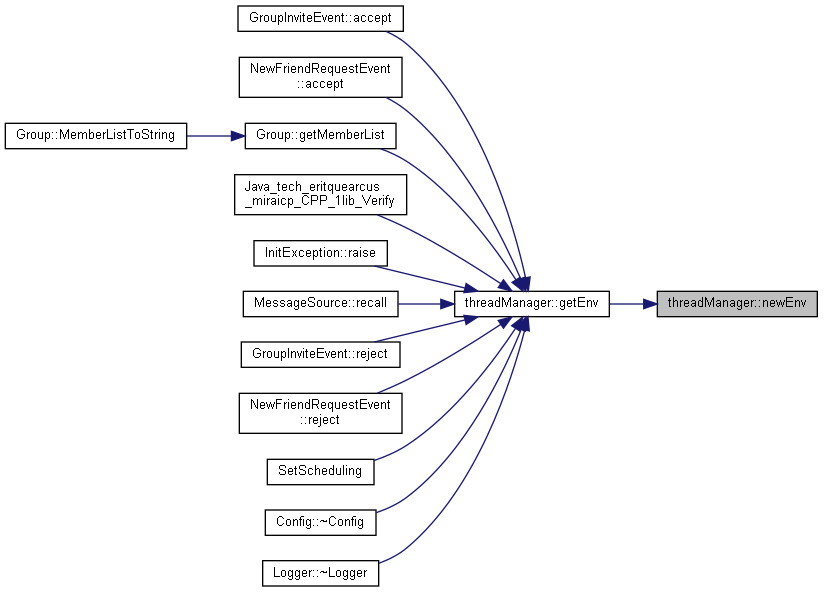 GroupInviteEvent::accept
NewFriendRequestEvent
::accept
Group::MemberListToString
Group::getMemberList
Java_tech_eritquearcus
_miraicp_CPP_1lib_Verify
InitException::raise
MessageSource::recall
threadManager::getEnv
threadManager::newEnv
GroupInviteEvent::reject
NewFriendRequestEvent
::reject
SetScheduling
Config::~Config
Logger::~Logger